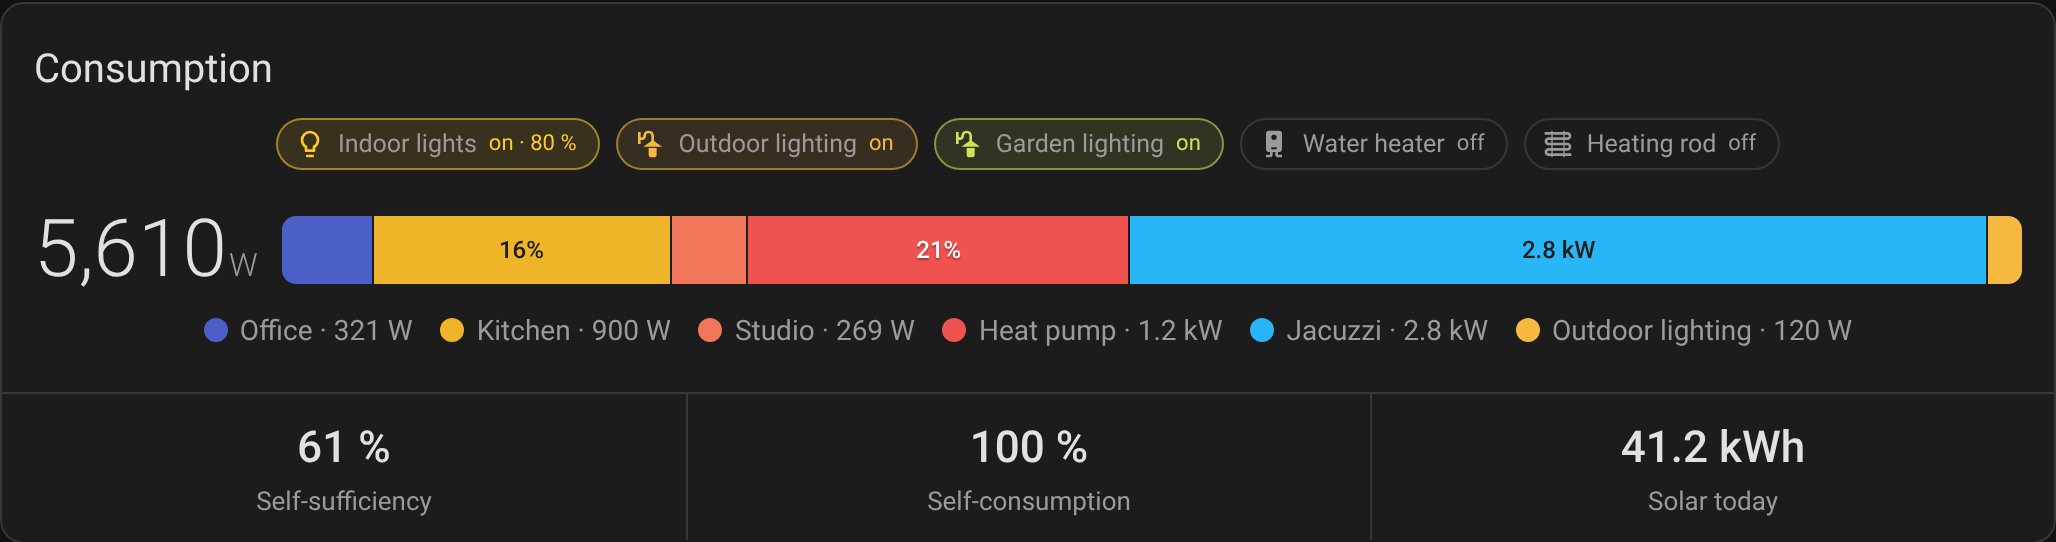 Consumption
Indoor lights on · 80 % Outdoor lighting on Garden lighting on Water heater off Heating rod off
5,610 W 16% 21% 2.8 kW
Office · 321 W Kitchen · 900 W Studio · 269 W Heat pump · 1.2 kW Jacuzzi · 2.8 kW Outdoor lighting · 120 W
61 % 100 % 41.2 kWh
Self-sufficiency Self-consumption Solar today